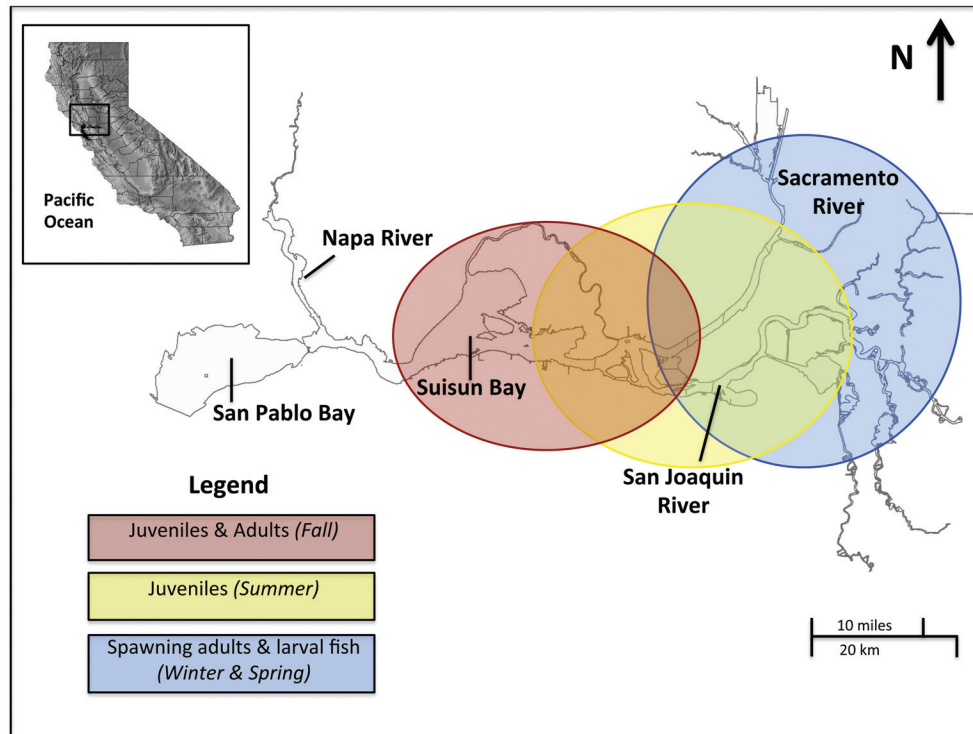 N
Pacific
Ocean
Sacramento
River
Napa River
Suisun Bay
San Pablo Bay
San Joaquin
River
Legend
Juveniles & Adults (Fall)
Juveniles (Summer)
Spawning adults & larval fish
(Winter & Spring)
10 miles
20 km